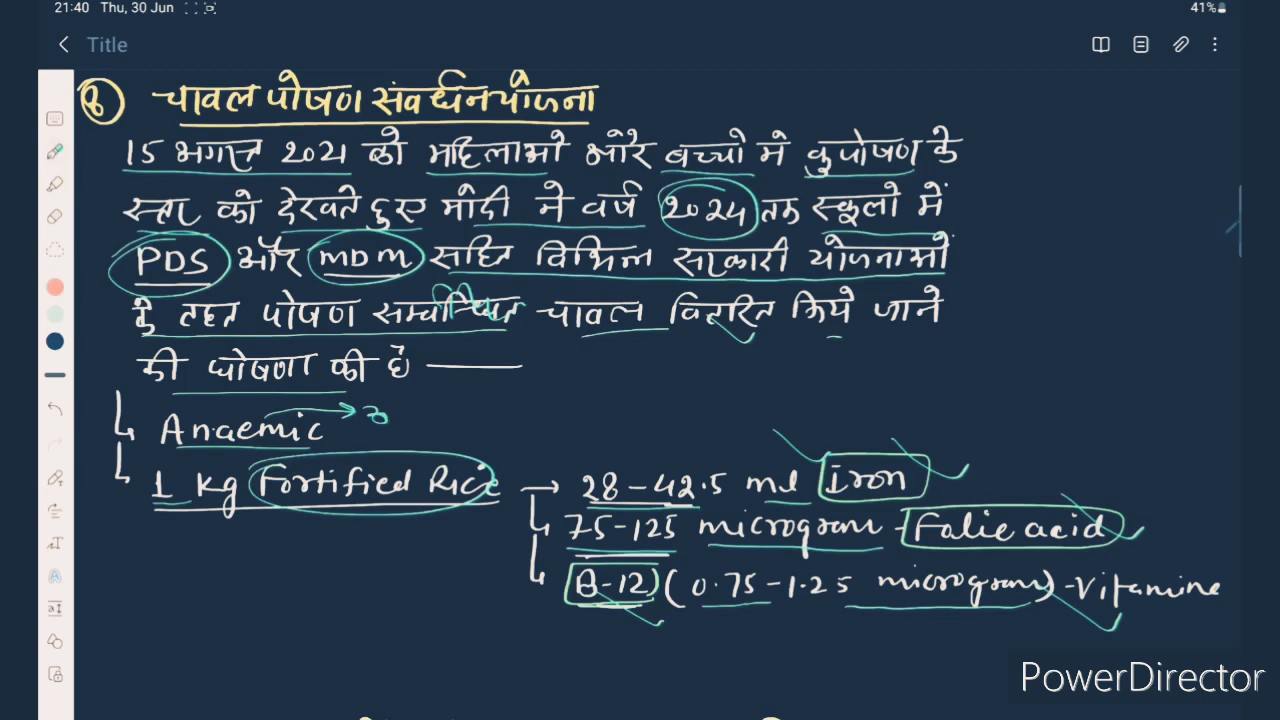 21:40 Thu, 30 Jun
41%
Title
8 चावल पोषण संवर्धन योजना
15 अगस्त 2021 को महिलाओ और बच्चो मे कुपोषण के
स्तर को देखते हुए मोदी ने वर्ष 2024 तक स्कूलो में
PDS और MDM सहित विभिन्न सरकारी योजनाओ
के तहत पोषण सम्बन्धित चावल वितरित किये जाने
की घोषणा की है
Anaemic
1 Kg Fortified Rice → 28-42.5 ml Iron
75-125 microgram - Folic acid
B-12 (0.75-1.25 microgram) - Vitamine
PowerDirector